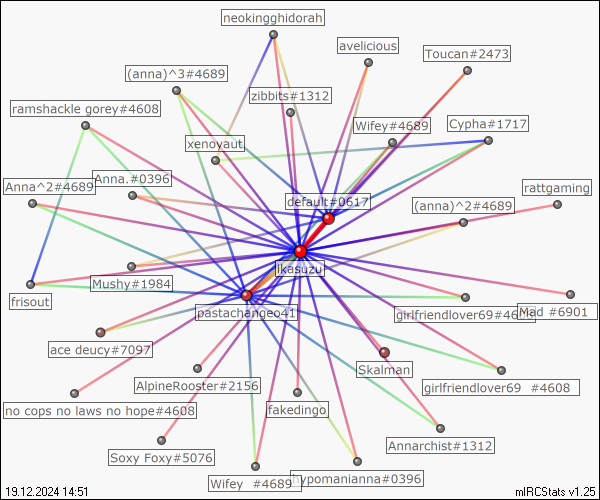 neokingghidorah
avelicious
Toucan#2473
(anna)^3#4689
zibbits#1312
ramshackle gorey#4608
Wifey#4689
Cypha#1717
xenoyaut
Anna.#0396
Anna^2#4689
rattgaming
default#0617
(anna)^2#4689
ikasuzu
Mushy#1984
frisout
pastachangeo41
girlfriendlover69#4608
Mad #6901
ace deucy#7097
Skalman
AlpineRooster#2156
girlfriendlover69 #4608
no cops no laws no hope#4608
fakedingo
Annarchist#1312
Soxy Foxy#5076
Wifey #4689
hypomanianna#0396
19.12.2024 14:51
mIRCStats v1.25